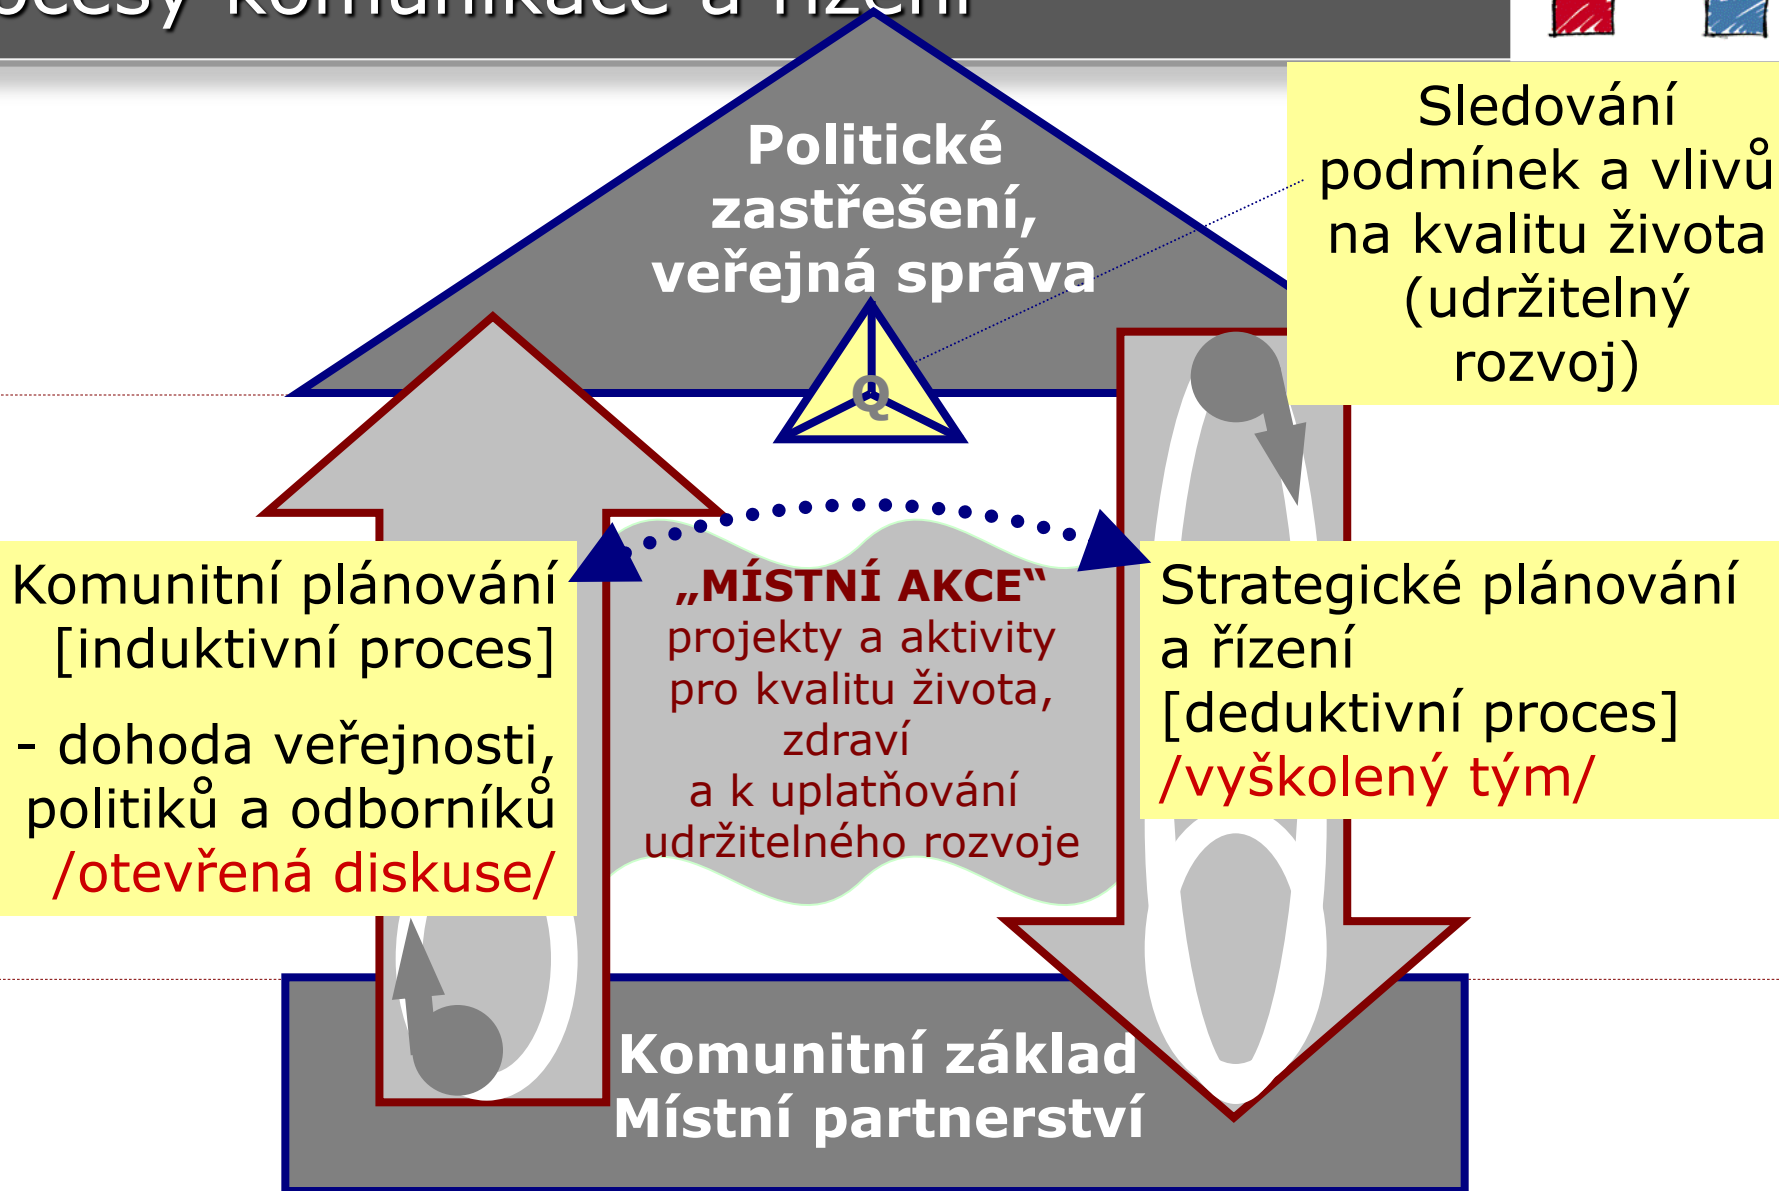 komunikace a řízení
Politické
zastřešení,
veřejná správa
Sledování
podmínek a vlivů
na kvalitu života
(udržitelný
rozvoj)
Q
Komunitní plánování
[induktivní proces]
- dohoda veřejnosti,
politiků a odborníků
/otevřená diskuse/
„MÍSTNÍ AKCE“
projekty a aktivity
pro kvalitu života,
zdraví
a k uplatňování
udržitelného rozvoje
Strategické plánování
a řízení
[deduktivní proces]
/vyškolený tým/
Komunitní základ
Místní partnerství